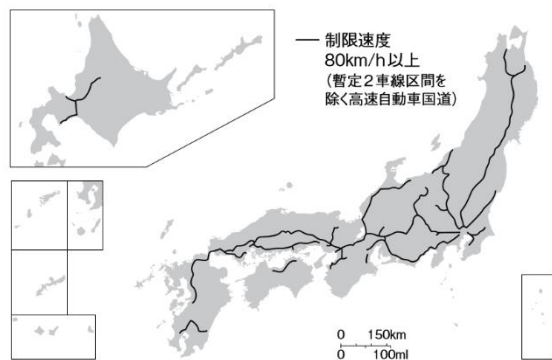 制限速度
80km/h以上
(暫定2車線区間を
除く高速自動車国道)
0 150km
0 100ml